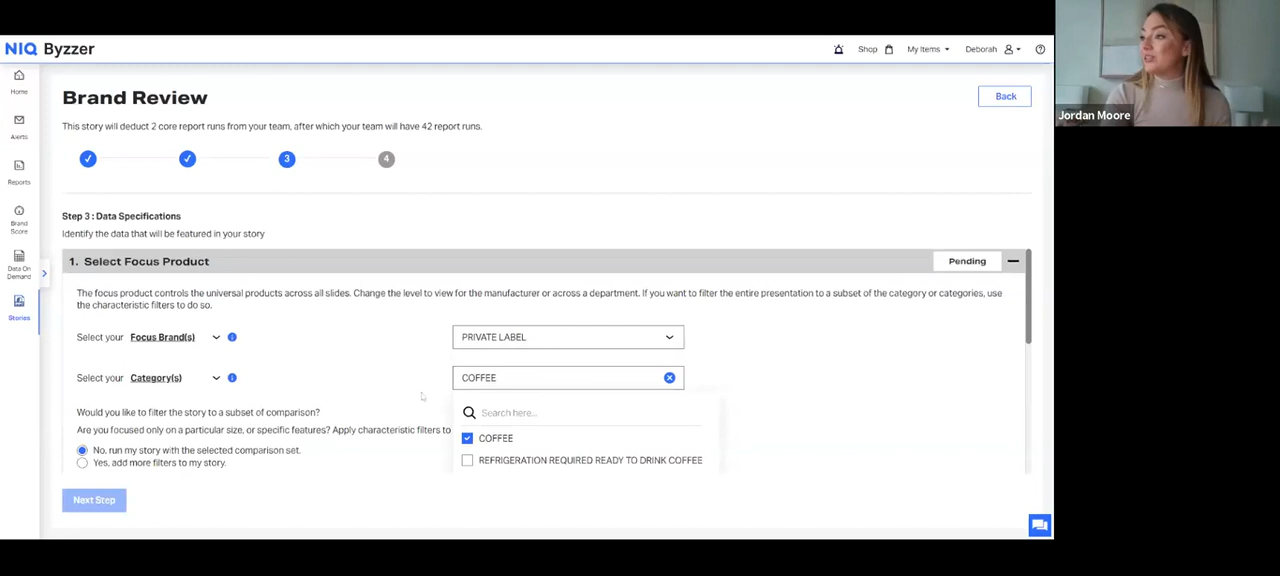 NIQ Byzzer
Shop
My Items
Deborah
Home
Alerts
Reports
Brand
Score
Data On
Demand
Stories
Brand Review
Back
This story will deduct 2 core report runs from your team, after which your team will have 42 report runs.
3
4
Step 3 : Data Specifications
Identify the data that will be featured in your story
1. Select Focus Product
Pending
The focus product controls the universal products across all slides. Change the level to view for the manufacturer or across a department. If you want to filter the entire presentation to a subset of the category or categories, use
the characteristic filters to do so.
Select your Focus Brand(s)
PRIVATE LABEL
Select your Category(s)
COFFEE
Search here...
COFFEE
REFRIGERATION REQUIRED READY TO DRINK COFFEE
Would you like to filter the story to a subset of comparison?
Are you focused only on a particular size, or specific features? Apply characteristic filters to
No, run my story with the selected comparison set.
Yes, add more filters to my story.
Next Step
Jordan Moore